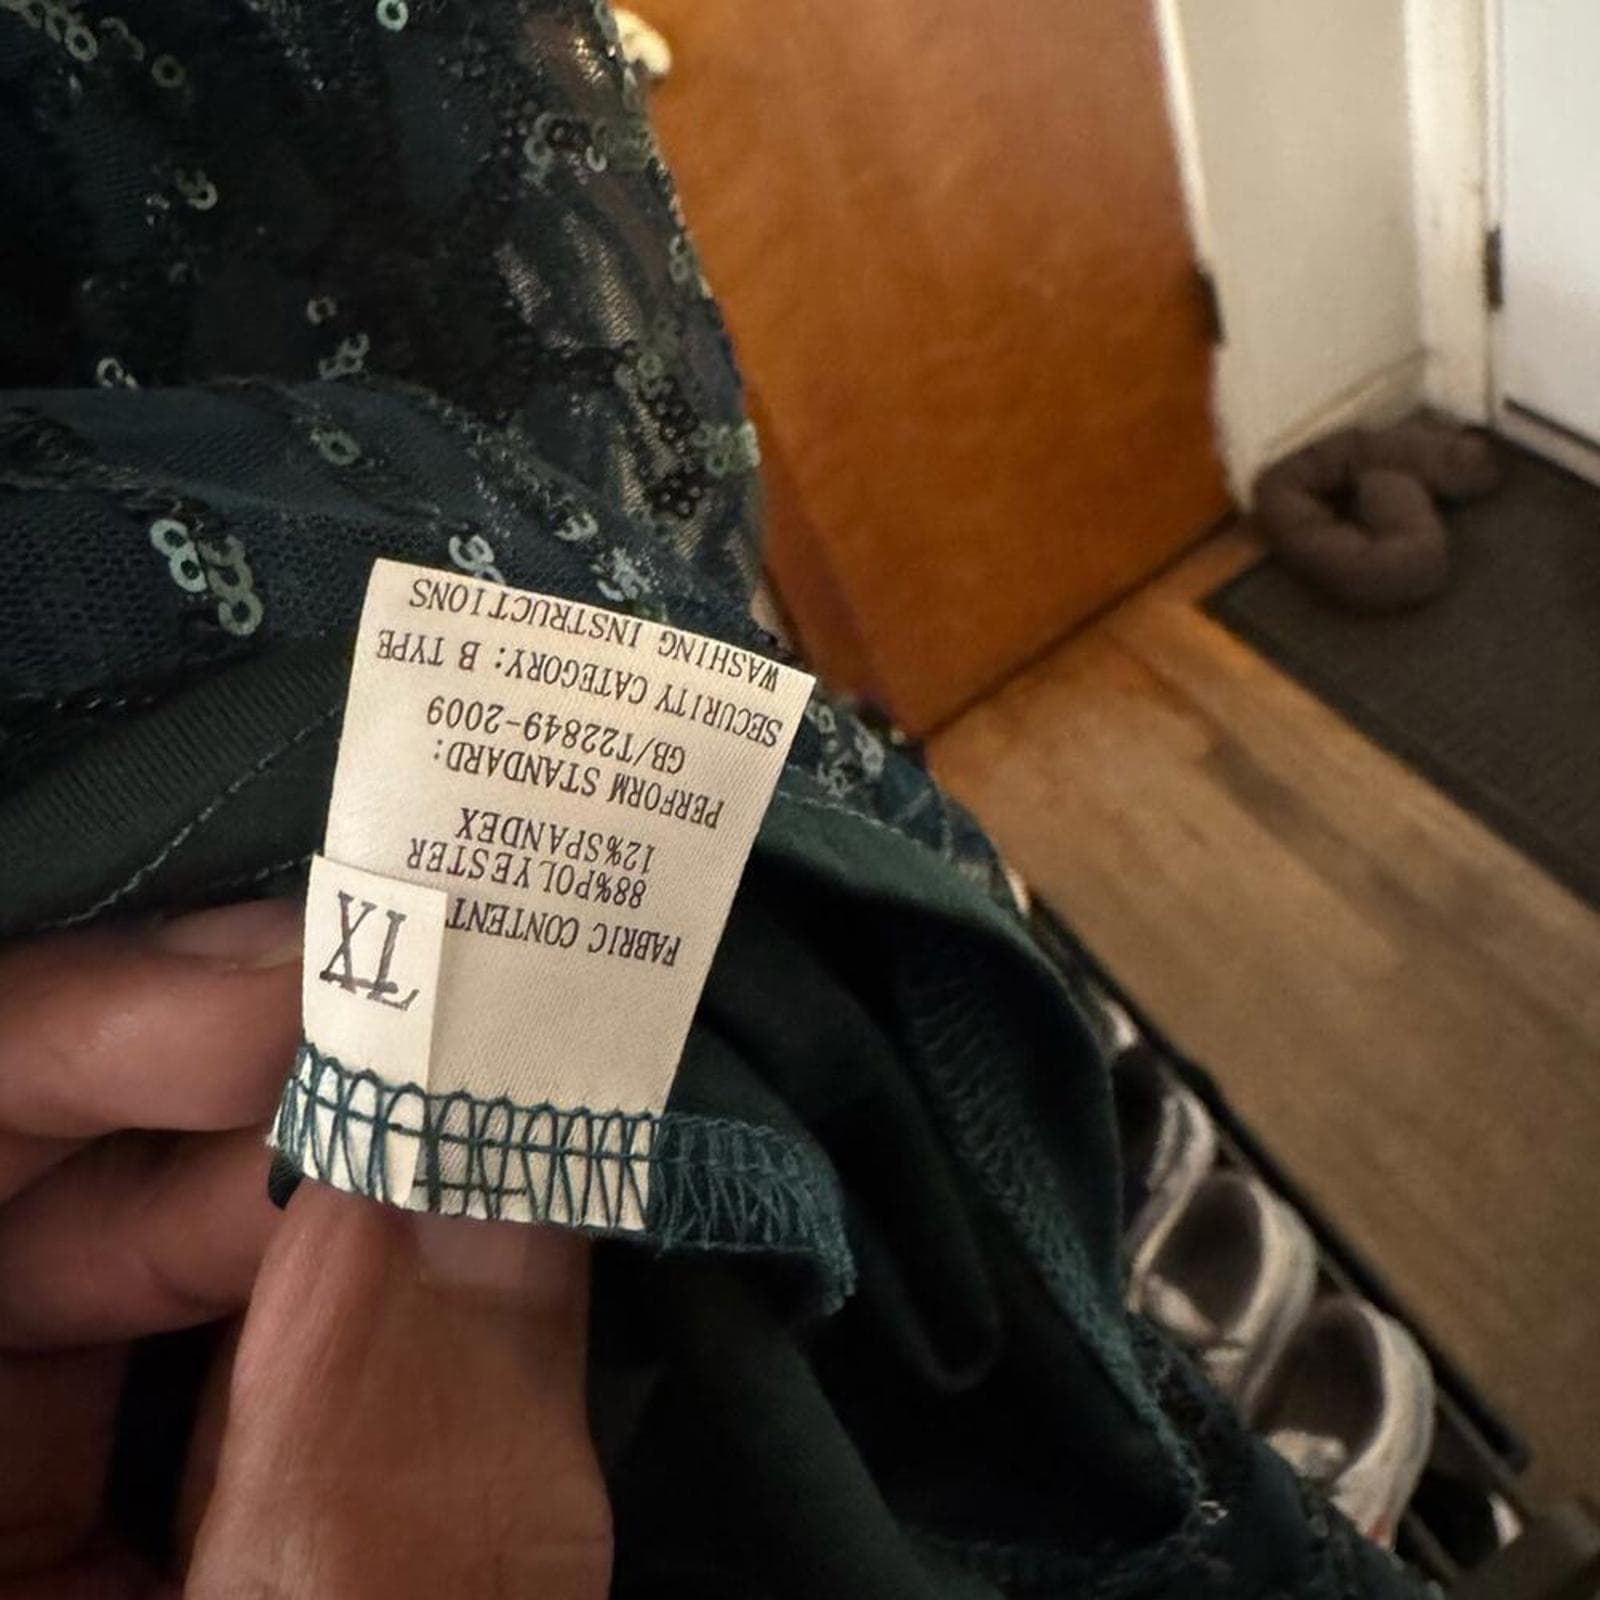 FABRIC CONTENT
88%POLYESTER
12%SPANDEX
PERFORM STANDARD:
GB/T22849-2009
SECURITY CATEGORY: B TYPE
WASHING INSTRUCTIONS
XL